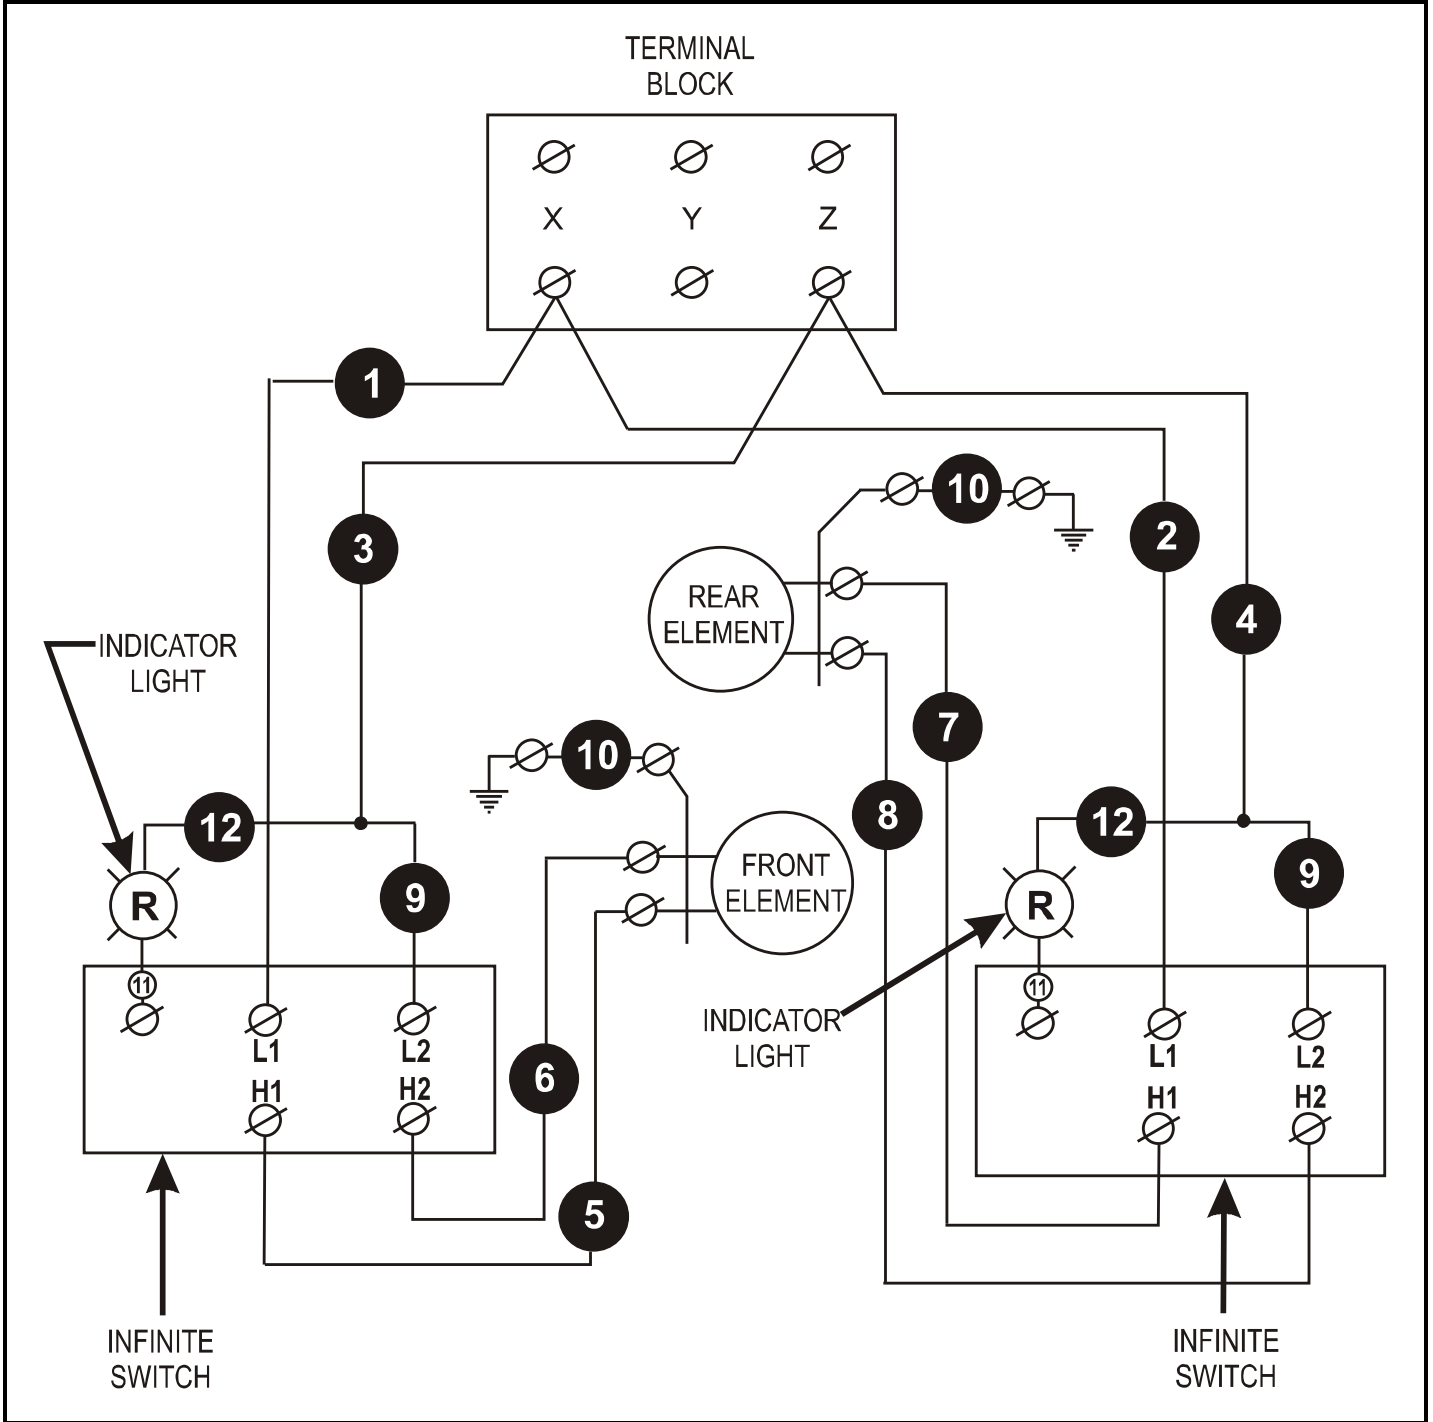 TERMINAL
BLOCK
X Y Z
1
2
3
10
4
REAR
ELEMENT
INDICATOR
LIGHT
7
10
8
12
12
9
FRONT
ELEMENT
9
R
R
11
11
INDICATOR
LIGHT
L1 L2
H1 H2
L1 L2
H1 H2
6
5
INFINITE
SWITCH
INFINITE
SWITCH